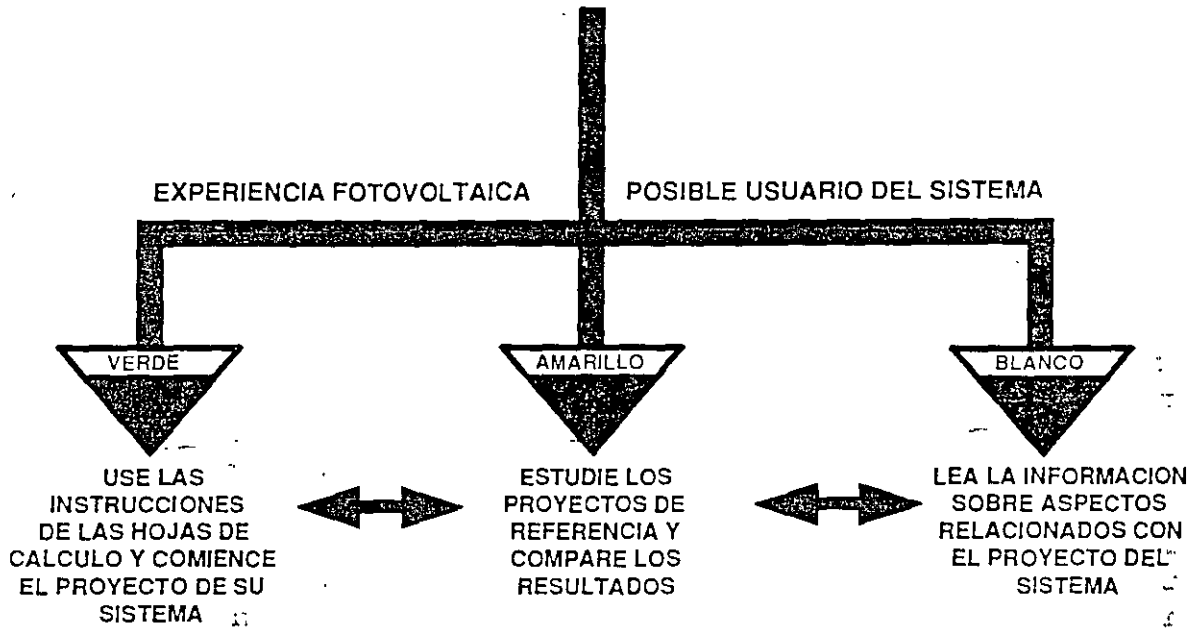 EXPERIENCIA FOTOVOLTAICA
POSIBLE USUARIO DEL SISTEMA
VERDE
AMARILLO
BLANCO
USE LAS
INSTRUCCIONES
DE LAS HOJAS DE
CALCULO Y COMIENCE
EL PROYECTO DE SU
SISTEMA
ESTUDIE LOS
PROYECTOS DE
REFERENCIA Y
COMPARE LOS
RESULTADOS
LEA LA INFORMACION
SOBRE ASPECTOS
RELACIONADOS CON
EL PROYECTO DEL
SISTEMA